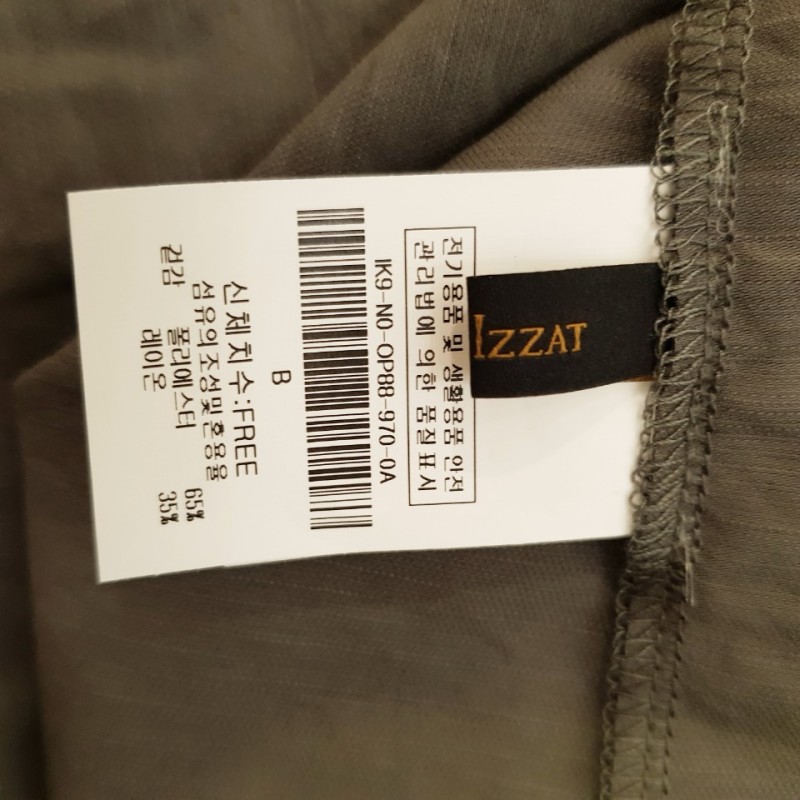 IZZAT
전기용품 및 생활용품 안전
관리법에 의한 품질 표시
IK9-N0-OP88-970-0A
B
신체치수:FREE
섬유의조성및혼용율
겉감 폴리에스터 65%
레이온 35%